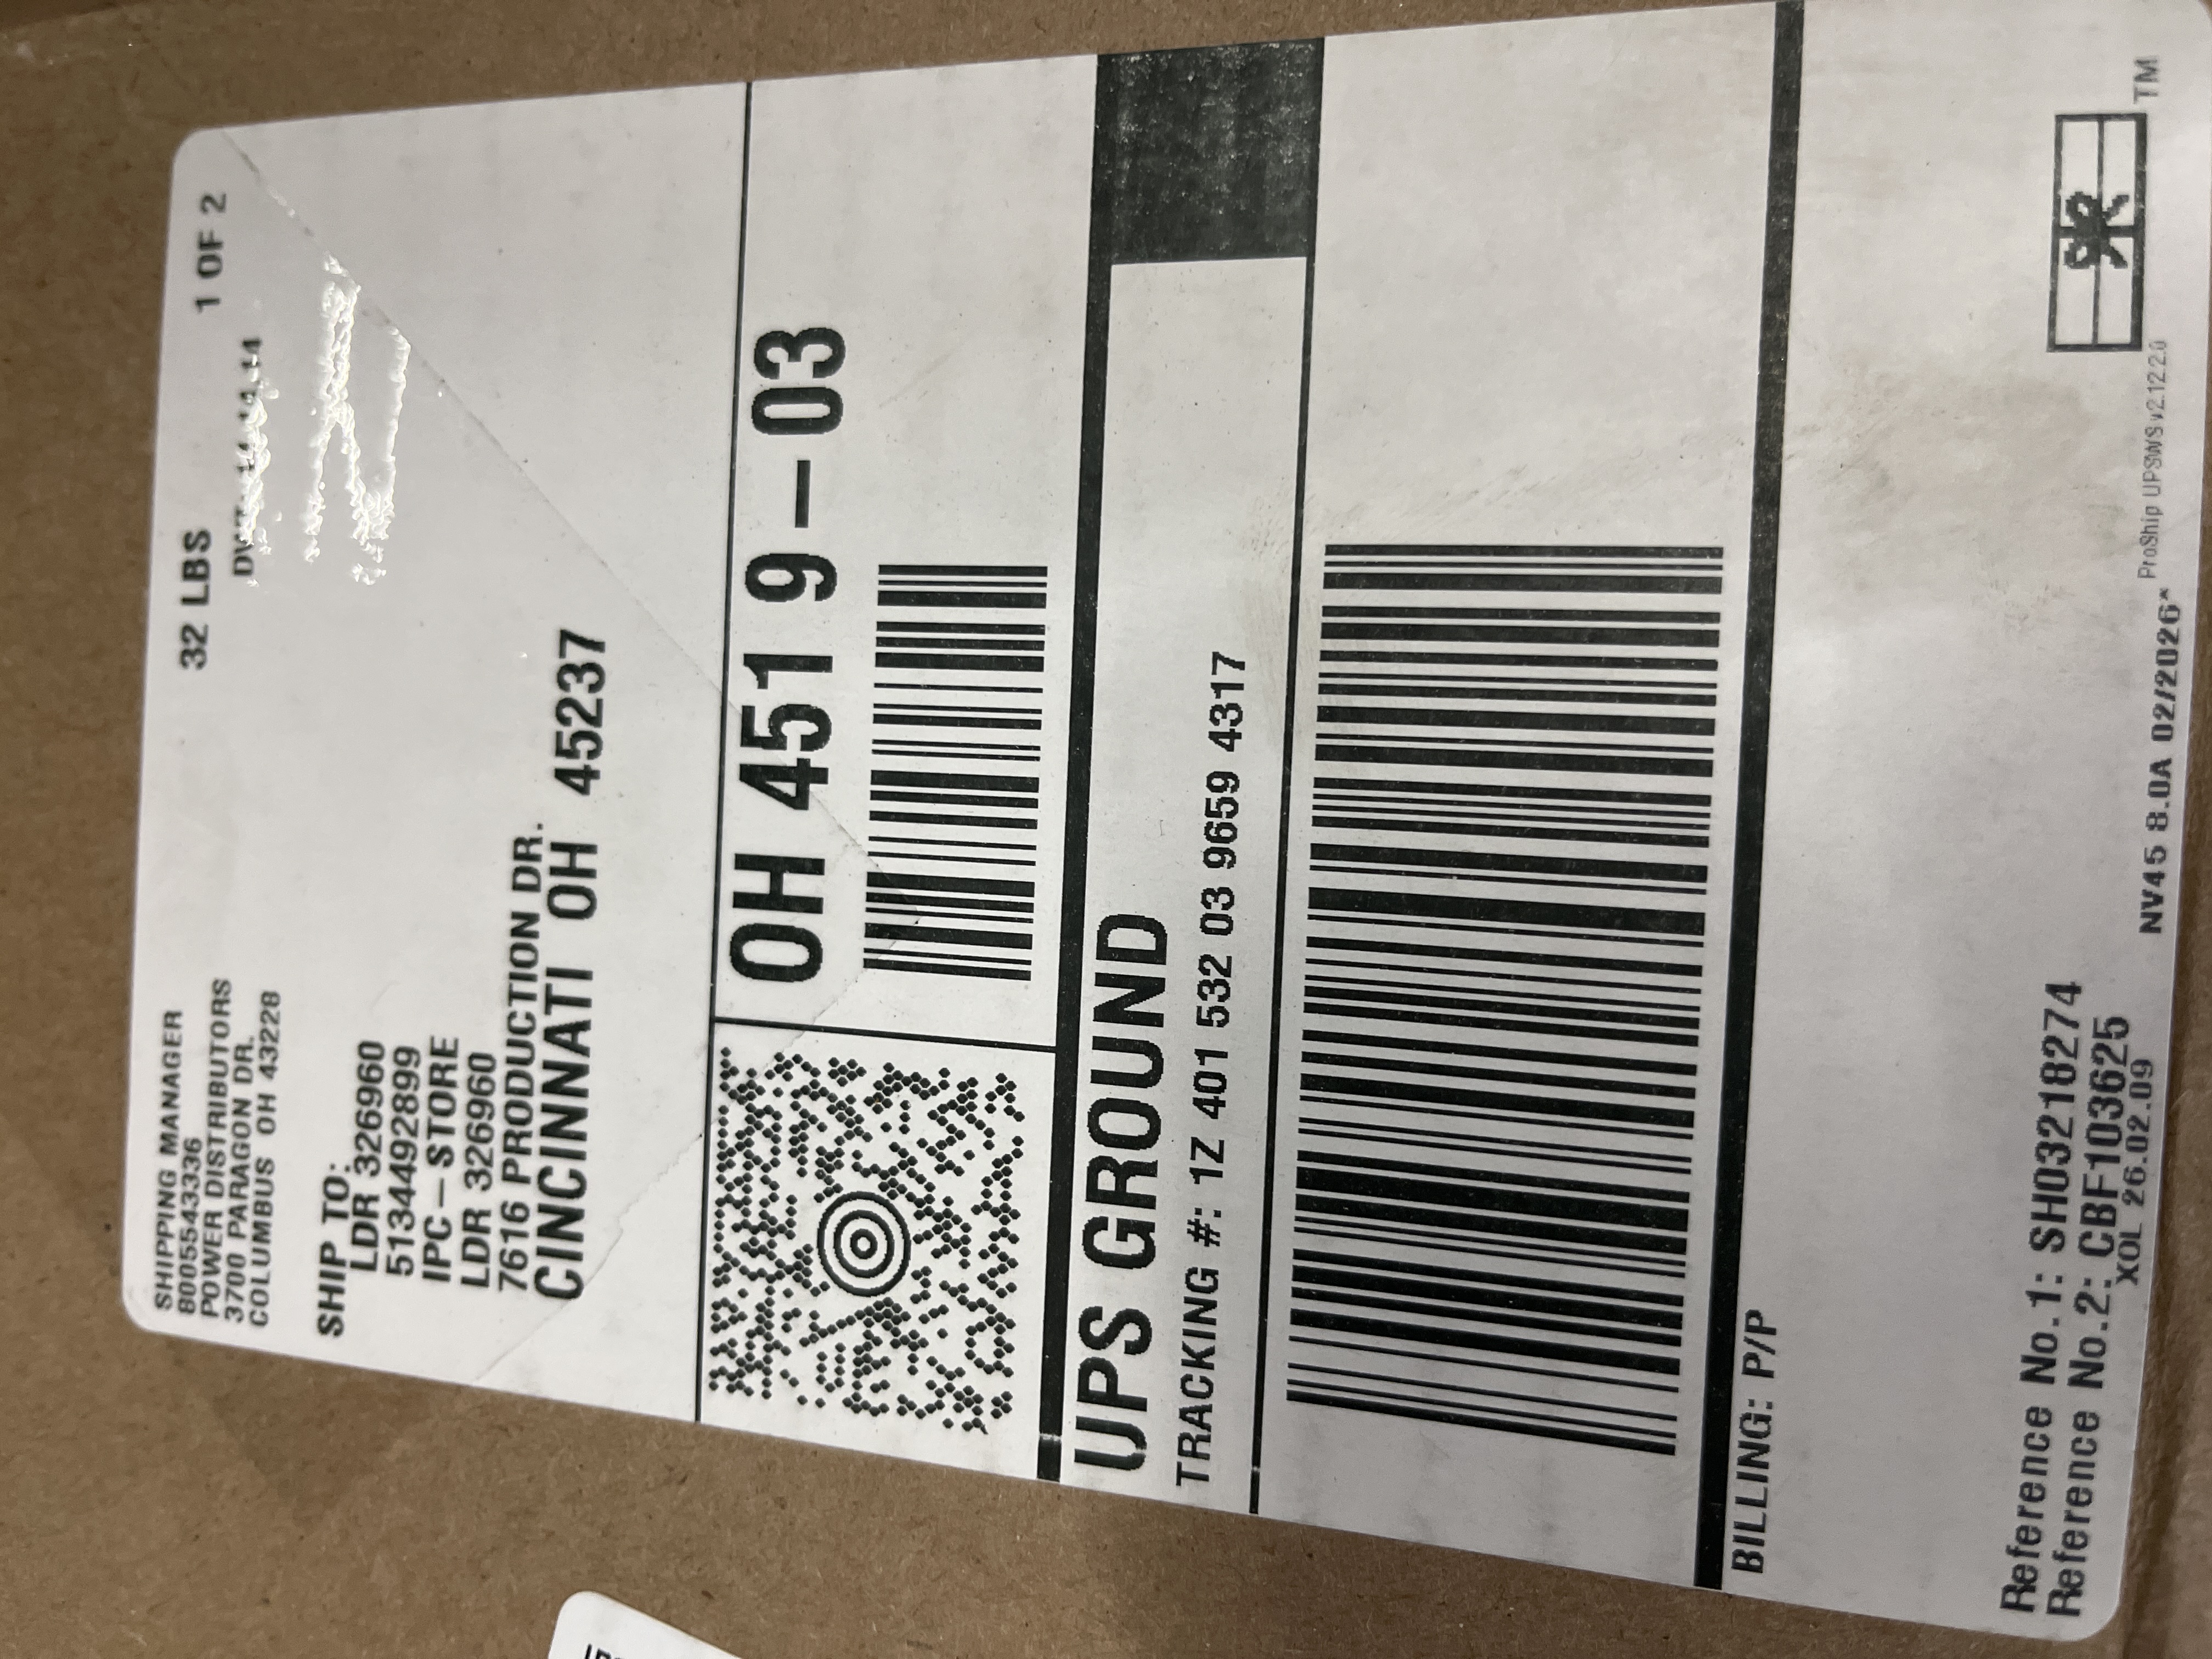 SHIPPING MANAGER
8005543336
POWER DISTRIBUTORS
3700 PARAGON DR.
COLUMBUS OH 43228
32 LBS 1 OF 2
SHIP TO:
LDR 326960
5134492899
IPC-STORE
LDR 326960
7616 PRODUCTION DR.
CINCINNATI OH 45237
OH 451 9-03
UPS GROUND
TRACKING #: 1Z 401 532 03 9659 4317
BILLING: P/P
Reference No.1: SH03218274
Reference No.2: CBF103625
XOL 26.02.09
NV45 8.0A 02/2026*
ProShip UPSWS v2.12.2.0
TM